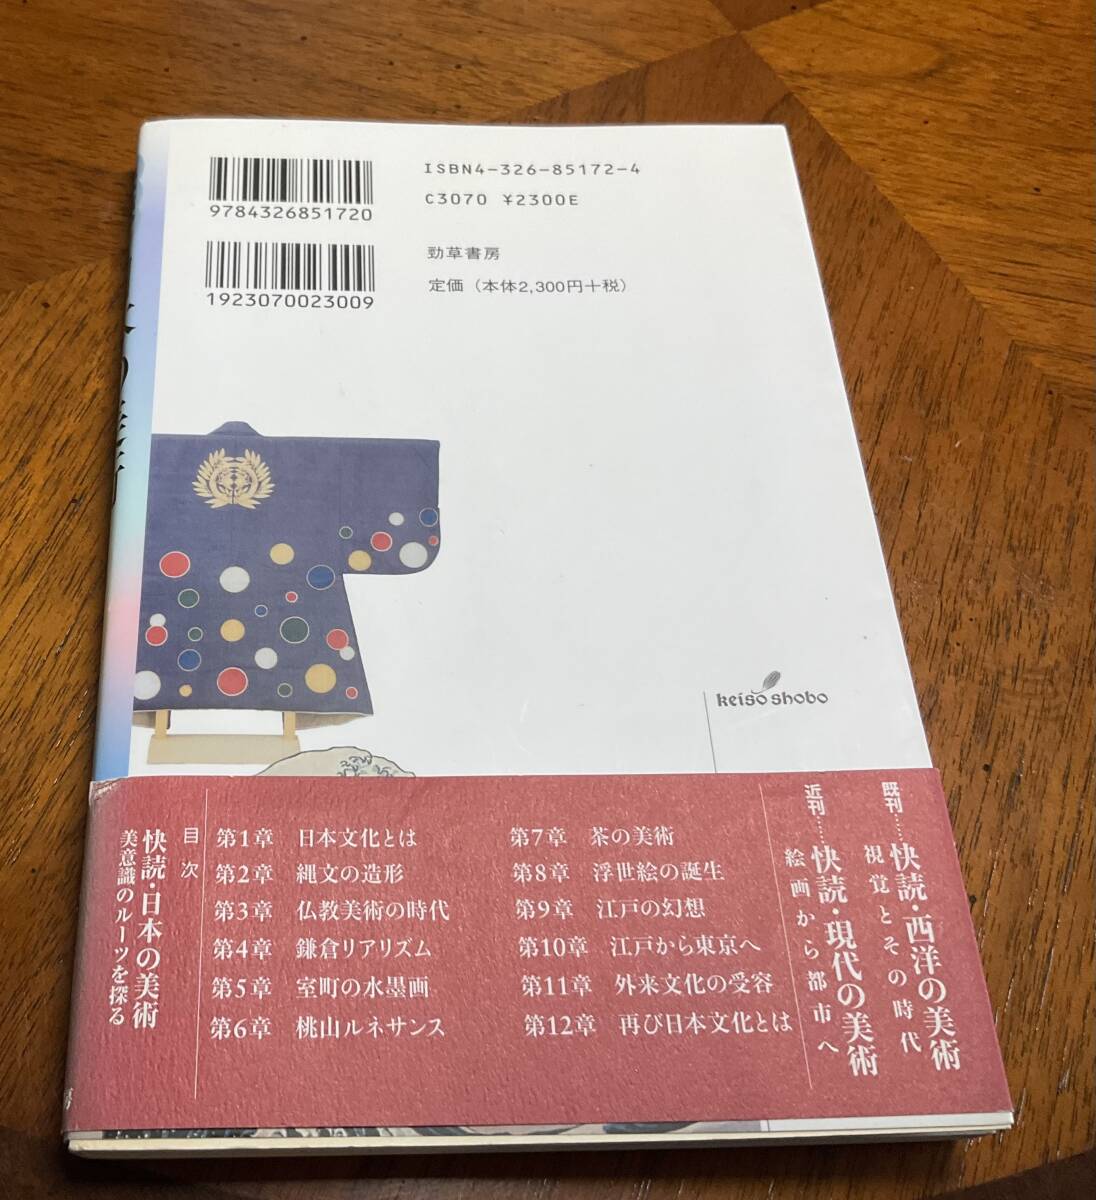 ISBN4-326-85172-4
C3070 ¥2300E
9784326851720
勁草書房
定価（本体2,300円+税）
1923070023009
keiso shobo
既刊……快読・西洋の美術
視覚とその時代
近刊……快読・現代の美術
絵画から都市へ
快読・日本の美術
美意識のルーツを探る
目次
第1章 日本文化とは
第2章 縄文の造形
第3章 仏教美術の時代
第4章 鎌倉リアリズム
第5章 室町の水墨画
第6章 桃山ルネサンス
第7章 茶の美術
第8章 浮世絵の誕生
第9章 江戸の幻想
第10章 江戸から東京へ
第11章 外来文化の受容
第12章 再び日本文化とは